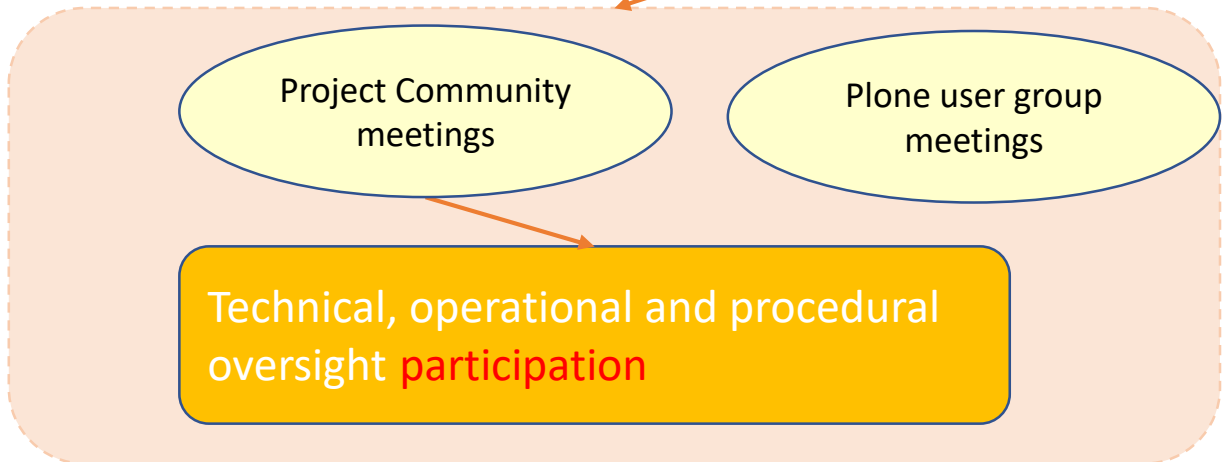 Project Community
meetings
Plone user group
meetings
Technical, operational and procedural
oversight participation